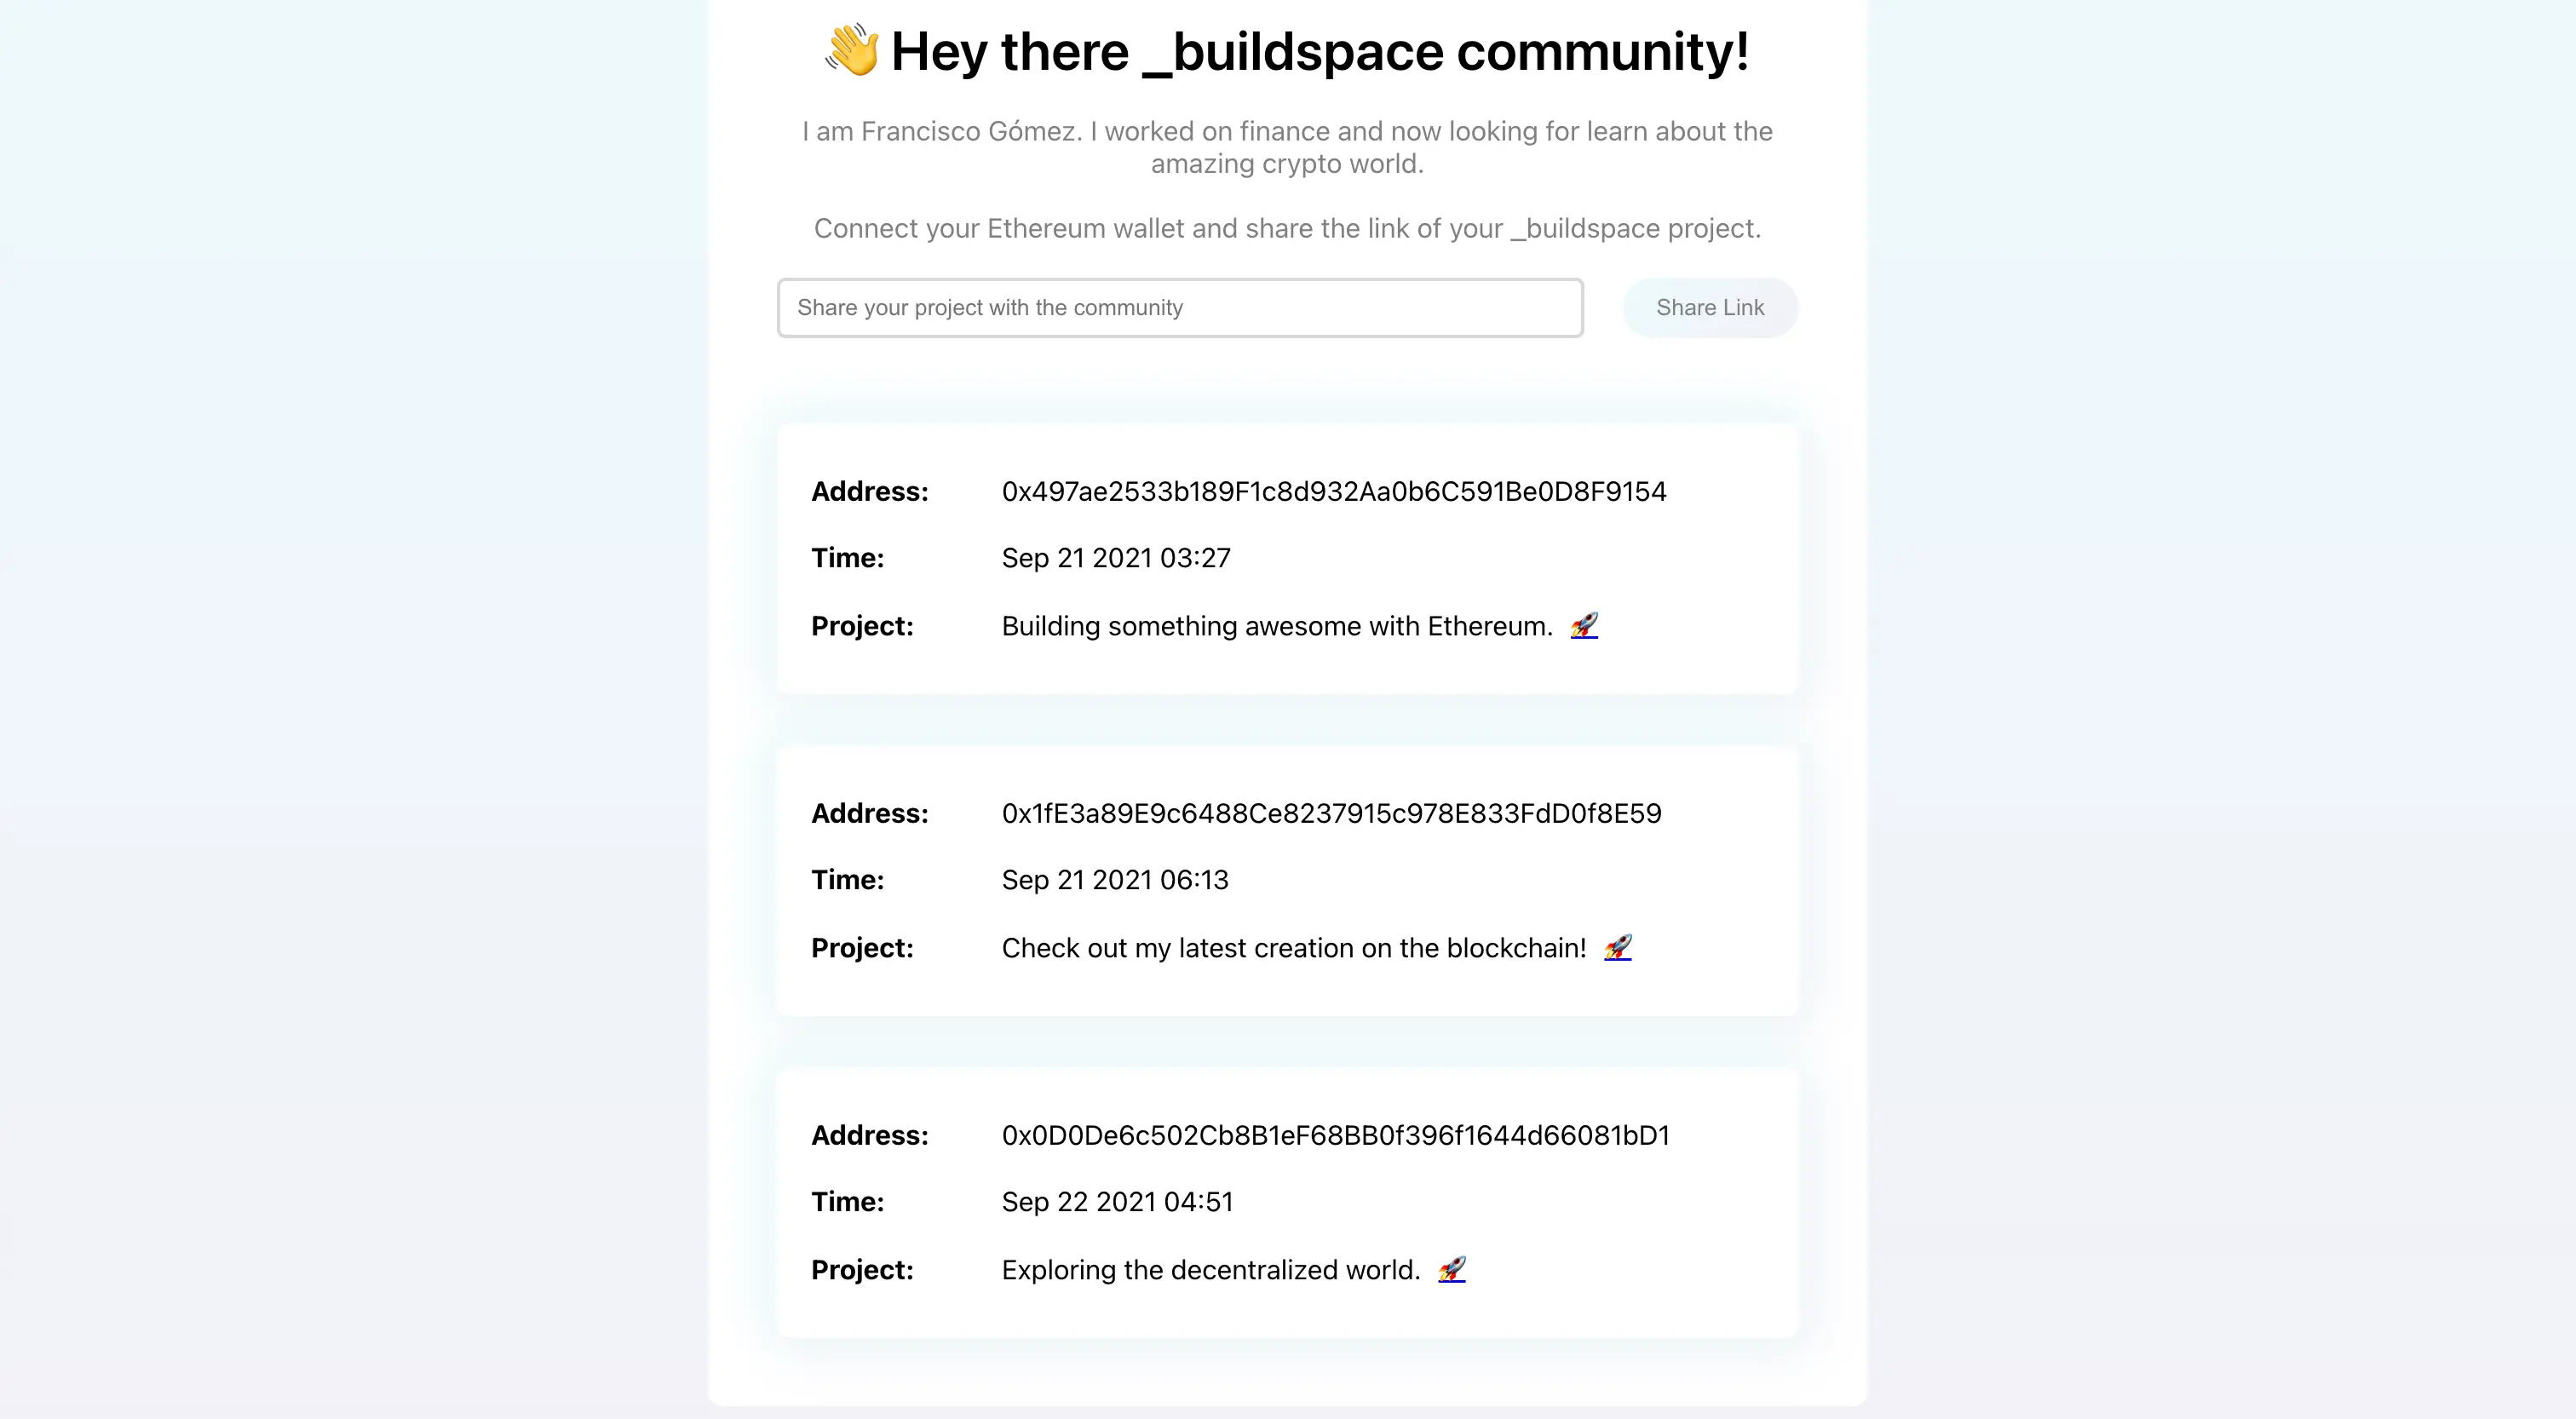 👋 Hey there _buildspace community!
I am Francisco Gómez. I worked on finance and now looking for learn about the
amazing crypto world.
Connect your Ethereum wallet and share the link of your _buildspace project.
Share your project with the community
Share Link
Address: 0x497ae2533b189F1c8d932Aa0b6C591Be0D8F9154
Time: Sep 21 2021 03:27
Project: Building something awesome with Ethereum. 🚀
Address: 0x1fE3a89E9c6488Ce8237915c978E833FdD0f8E59
Time: Sep 21 2021 06:13
Project: Check out my latest creation on the blockchain! 🚀
Address: 0x0D0De6c502Cb8B1eF68BB0f396f1644d66081bD1
Time: Sep 22 2021 04:51
Project: Exploring the decentralized world. 🚀